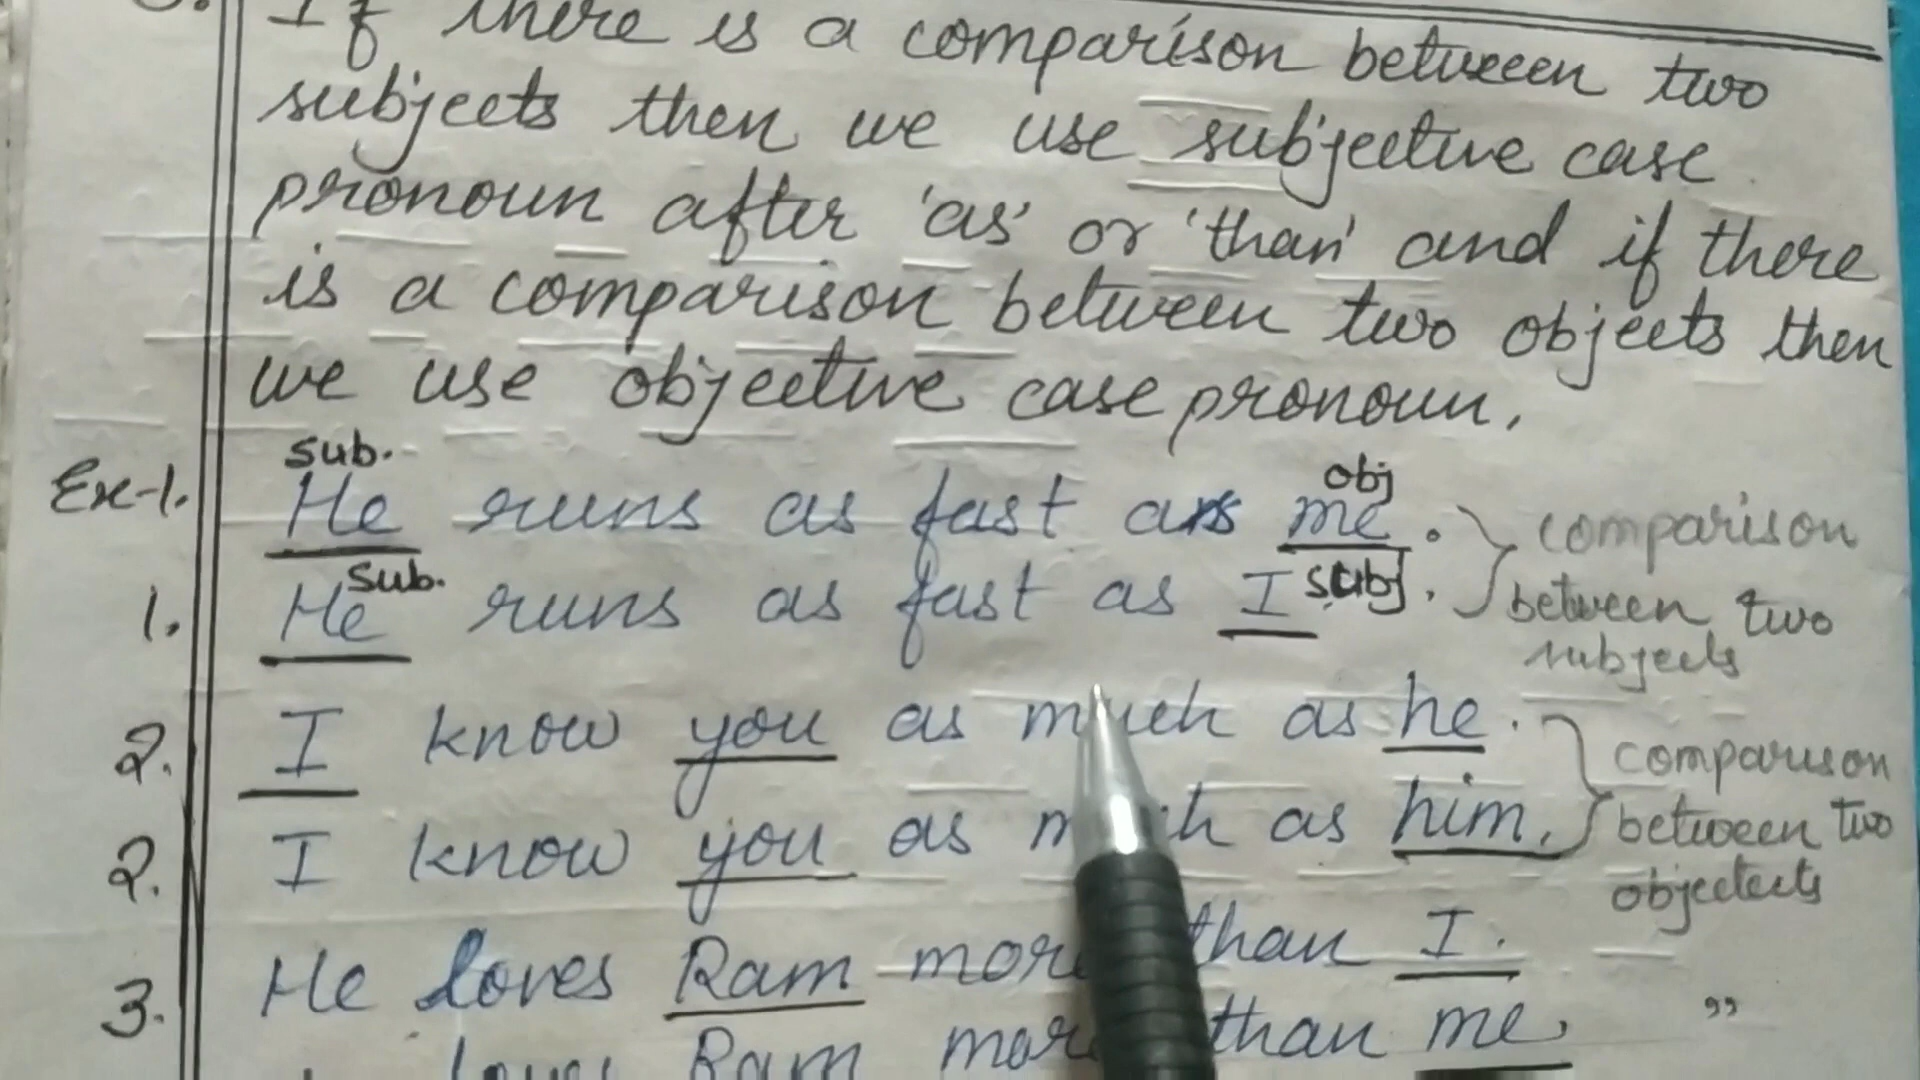 If there is a comparison between two
subjects then we use subjective case
pronoun after 'as' or 'than' and if there
is a comparison between two objects then
we use objective case pronoun.
sub. obj
Ex-1. He runs as fast as me. comparison
sub. subj.
1. He runs as fast as I between two
subjects
2. I know you as much as he. comparison
2. I know you as much as him. between two
objectects
3. He loves Ram more than I.
loves Ram more than me. ,,